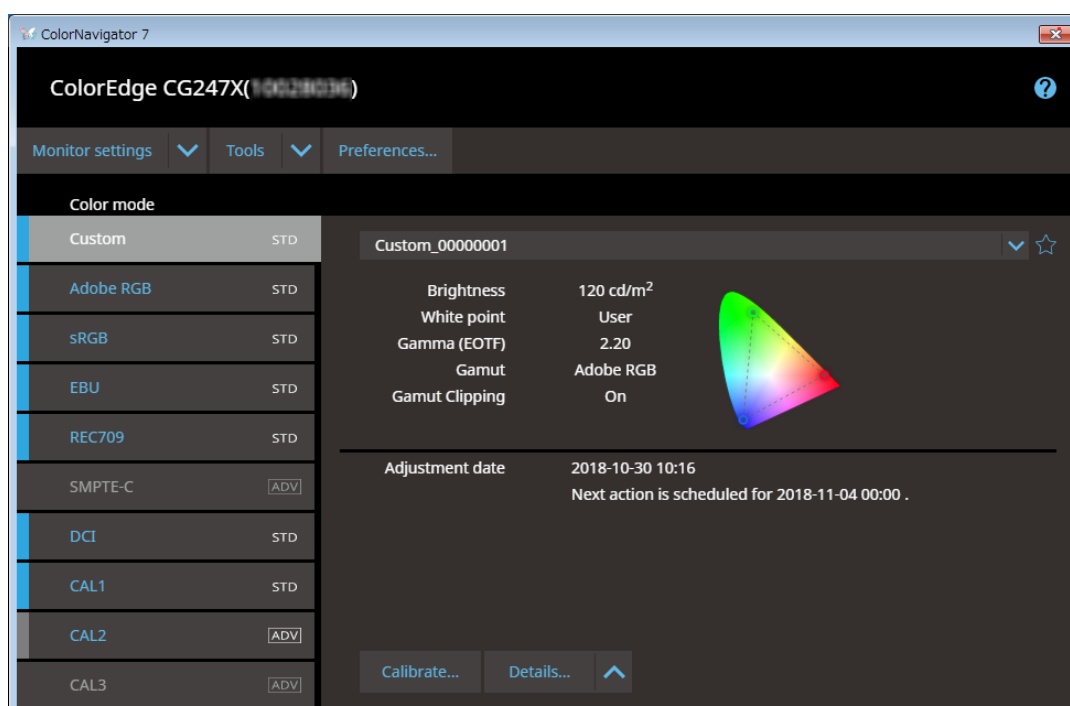 ColorNavigator 7
ColorEdge CG247X( )
Monitor settings Tools Preferences...
Color mode
Custom STD
Custom_00000001
Adobe RGB STD
Brightness 120 cd/m²
White point User
sRGB STD
Gamma (EOTF) 2.20
Gamut Adobe RGB
EBU STD
Gamut Clipping On
REC709 STD
Adjustment date 2018-10-30 10:16
SMPTE-C ADV
Next action is scheduled for 2018-11-04 00:00 .
DCI STD
CAL1 STD
CAL2 ADV
Calibrate... Details...
CAL3 ADV